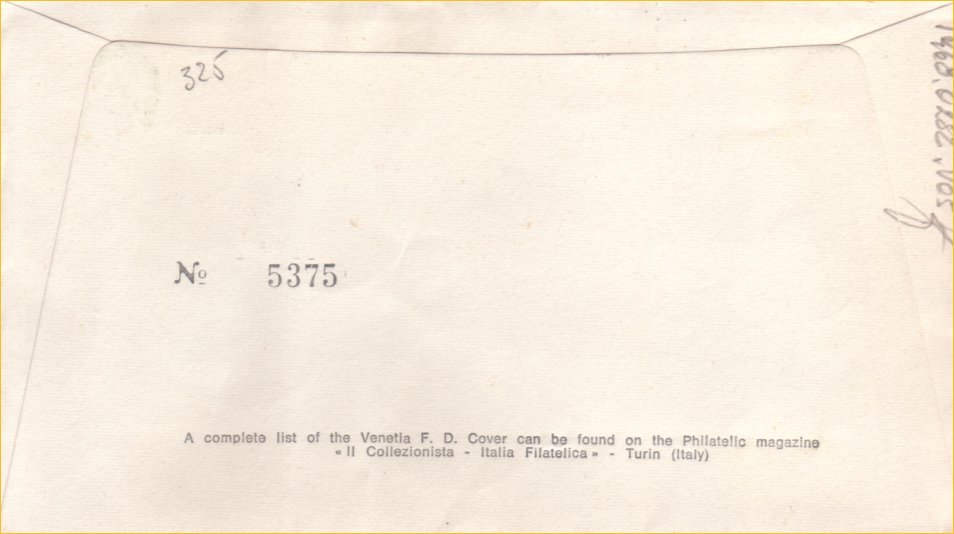 325
№ 5375
A complete list of the Venetia F. D. Cover can be found on the Philatelic magazine
« Il Collezionista - Italia Filatelica » - Turin (Italy)